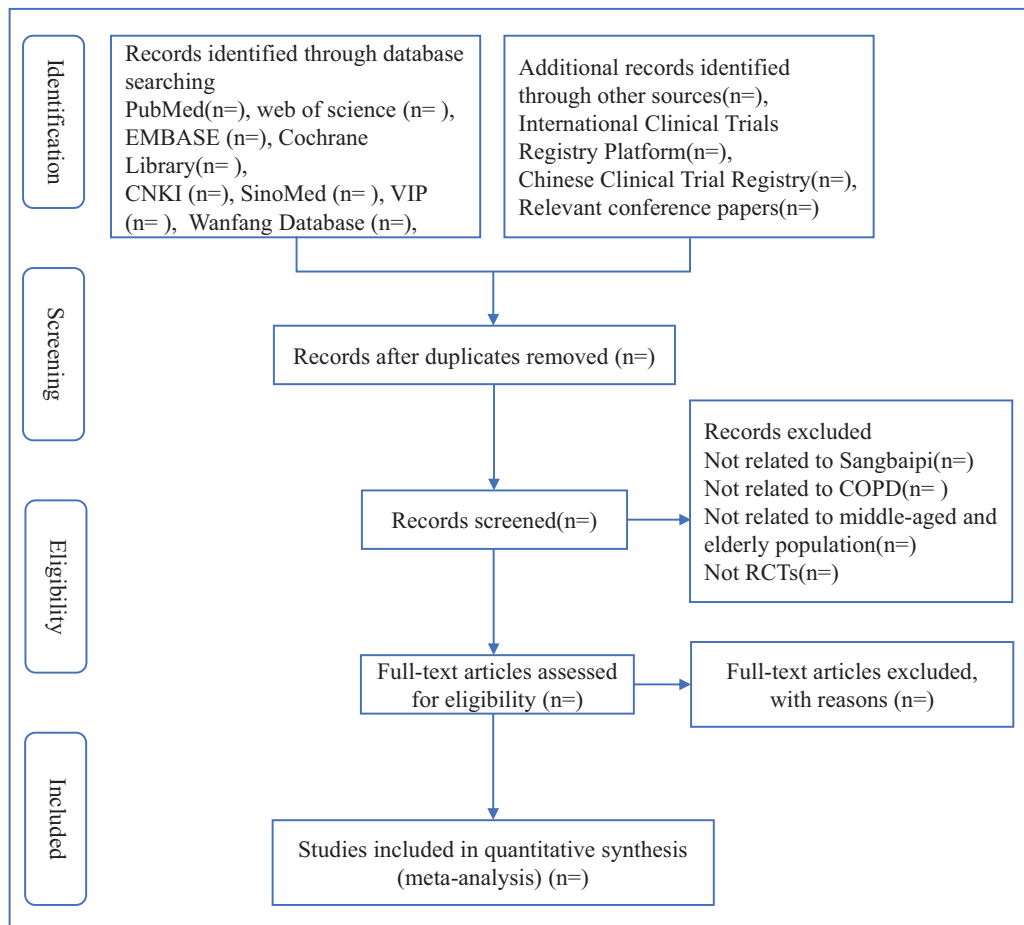 Identification
Records identified through database
searching
PubMed(n=), web of science (n= ),
EMBASE (n=), Cochrane
Library(n= ),
CNKI (n=), SinoMed (n= ), VIP
(n= ),  Wanfang Database (n=),
Additional records identified
through other sources(n=),
International Clinical Trials
Registry Platform(n=),
Chinese Clinical Trial Registry(n=),
Relevant conference papers(n=)
Screening
Records after duplicates removed (n=)
Records excluded
Not related to Sangbaipi(n=)
Not related to COPD(n= )
Not related to middle-aged and
elderly population(n=)
Not RCTs(n=)
Eligibility
Records screened(n=)
Full-text articles assessed
for eligibility (n=)
Full-text articles excluded,
with reasons (n=)
Included
Studies included in quantitative synthesis
(meta-analysis) (n=)